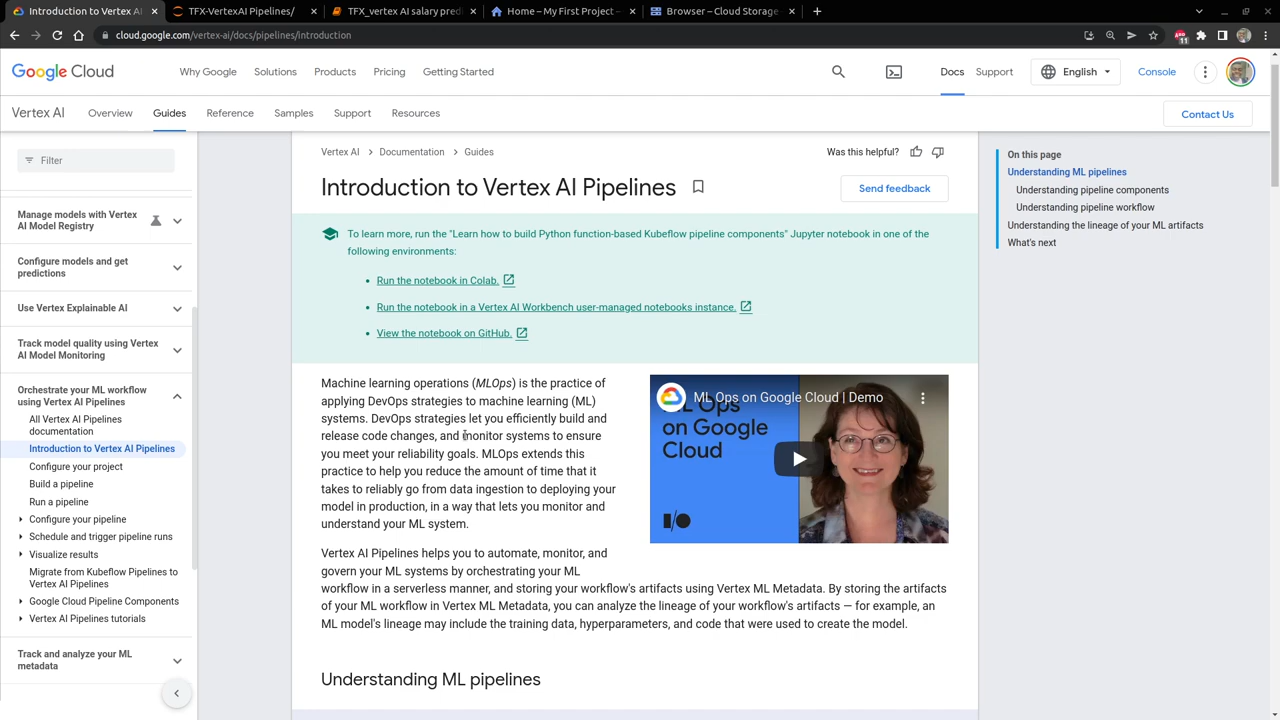 Introduction to Vertex AI Pipelines
TFX-VertexAI Pipelines/
TFX_vertex AI salary pred
Home – My First Project –
Browser – Cloud Storage
cloud.google.com/vertex-ai/docs/pipelines/introduction
11
Google Cloud
Why Google
Solutions
Products
Pricing
Getting Started
Docs
Support
English
Console
Vertex AI
Overview
Guides
Reference
Samples
Support
Resources
Contact Us
Filter
Manage models with Vertex
AI Model Registry
Configure models and get
predictions
Use Vertex Explainable AI
Track model quality using Vertex
AI Model Monitoring
Orchestrate your ML workflow
using Vertex AI Pipelines
All Vertex AI Pipelines
documentation
Introduction to Vertex AI Pipelines
Configure your project
Build a pipeline
Run a pipeline
Configure your pipeline
Schedule and trigger pipeline runs
Visualize results
Migrate from Kubeflow Pipelines to
Vertex AI Pipelines
Google Cloud Pipeline Components
Vertex AI Pipelines tutorials
Track and analyze your ML
metadata
Vertex AI > Documentation > Guides
Was this helpful?
Introduction to Vertex AI Pipelines
Send feedback
To learn more, run the "Learn how to build Python function-based Kubeflow pipeline components" Jupyter notebook in one of the
following environments:
• Run the notebook in Colab.
• Run the notebook in a Vertex AI Workbench user-managed notebooks instance.
• View the notebook on GitHub.
Machine learning operations (MLOps) is the practice of
applying DevOps strategies to machine learning (ML)
systems. DevOps strategies let you efficiently build and
release code changes, and monitor systems to ensure
you meet your reliability goals. MLOps extends this
practice to help you reduce the amount of time that it
takes to reliably go from data ingestion to deploying your
model in production, in a way that lets you monitor and
understand your ML system.
ML Ops on Google Cloud | Demo
ML Ops
on Google
Cloud
I/O
Vertex AI Pipelines helps you to automate, monitor, and
govern your ML systems by orchestrating your ML
workflow in a serverless manner, and storing your workflow's artifacts using Vertex ML Metadata. By storing the artifacts
of your ML workflow in Vertex ML Metadata, you can analyze the lineage of your workflow's artifacts — for example, an
ML model's lineage may include the training data, hyperparameters, and code that were used to create the model.
Understanding ML pipelines
On this page
Understanding ML pipelines
Understanding pipeline components
Understanding pipeline workflow
Understanding the lineage of your ML artifacts
What's next